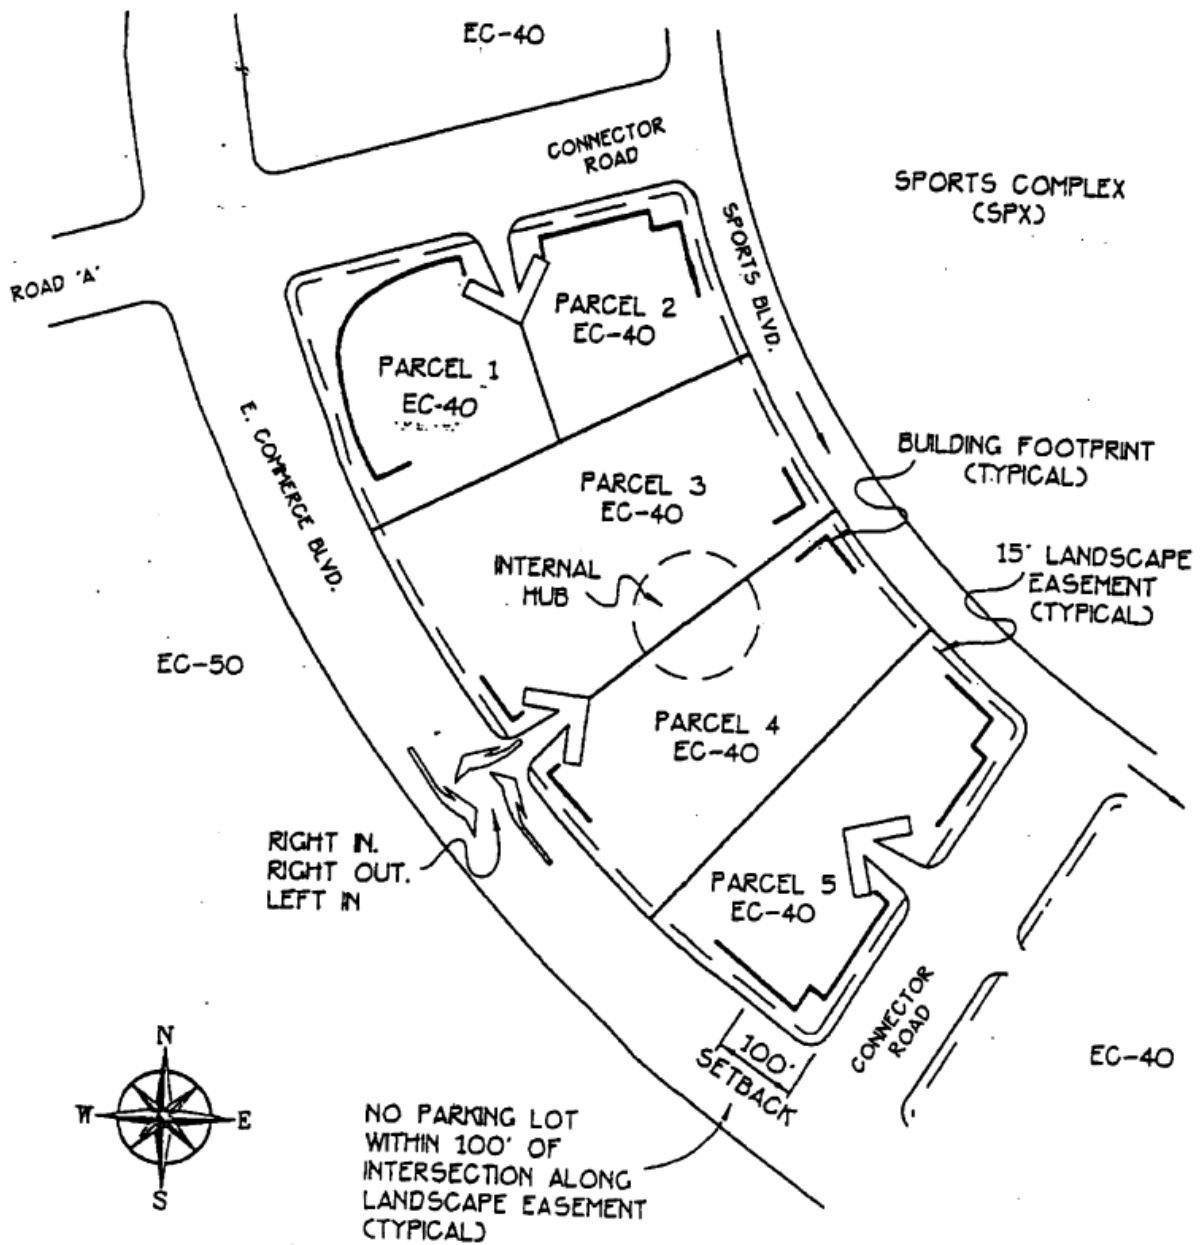 EC-40
CONNECTOR
ROAD
SPORTS COMPLEX
(SPX)
SPORTS BLVD.
ROAD 'A'
PARCEL 2
EC-40
PARCEL 1
EC-40
E. COMMERCE BLVD.
BUILDING FOOTPRINT
(TYPICAL)
PARCEL 3
EC-40
INTERNAL
HUB
15' LANDSCAPE
EASEMENT
(TYPICAL)
EC-50
PARCEL 4
EC-40
RIGHT IN.
RIGHT OUT.
LEFT IN
PARCEL 5
EC-40
CONNECTOR
ROAD
EC-40
100'
SETBACK
N
W
E
S
NO PARKING LOT
WITHIN 100' OF
INTERSECTION ALONG
LANDSCAPE EASEMENT
(TYPICAL)